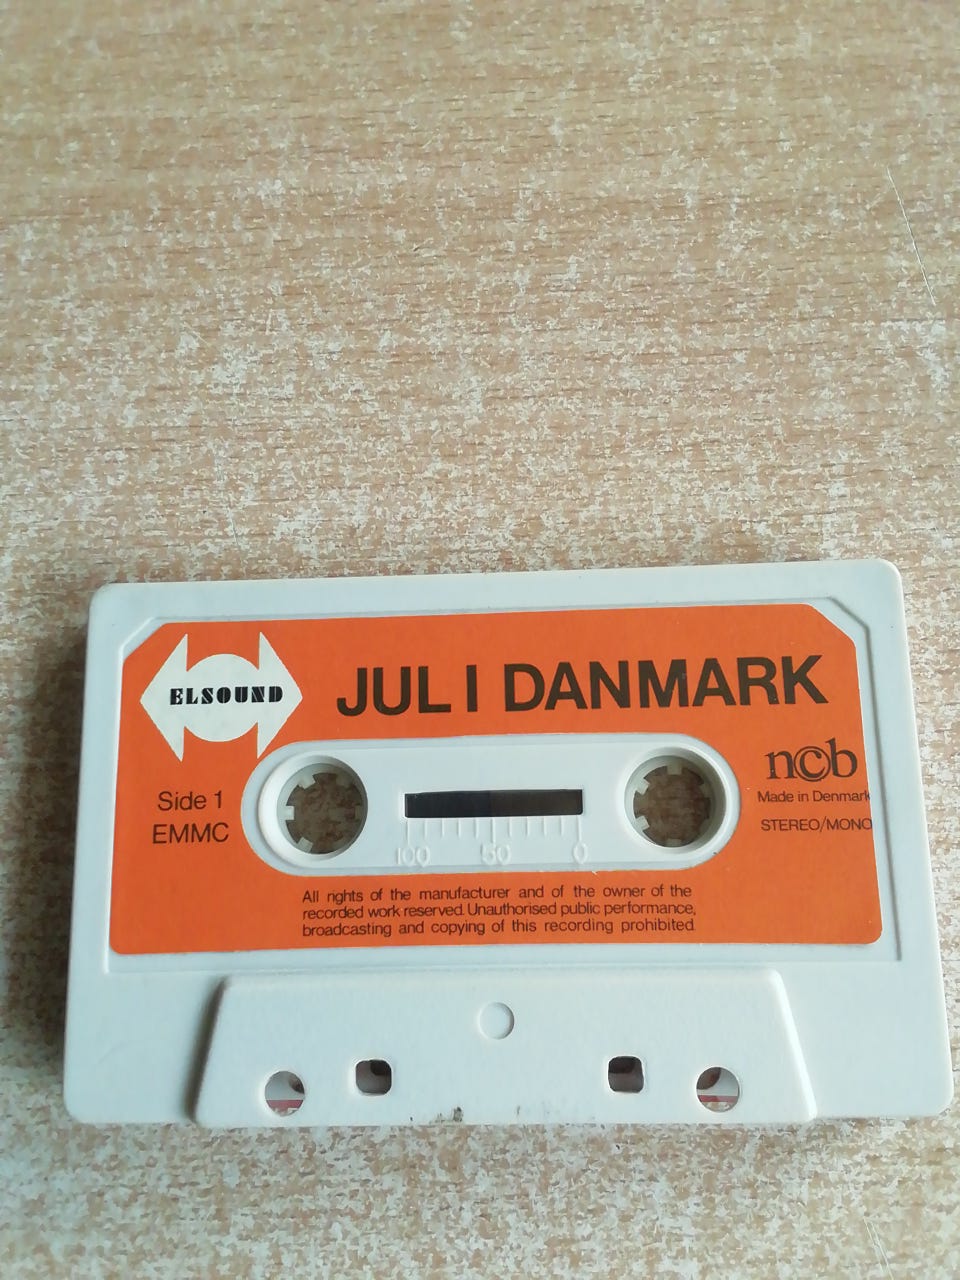 ELSOUND
JUL I DANMARK
ncb
Made in Denmark
STEREO/MONO
Side 1
EMMC
100 50 0
All rights of the manufacturer and of the owner of the
recorded work reserved. Unauthorised public performance,
broadcasting and copying of this recording prohibited.